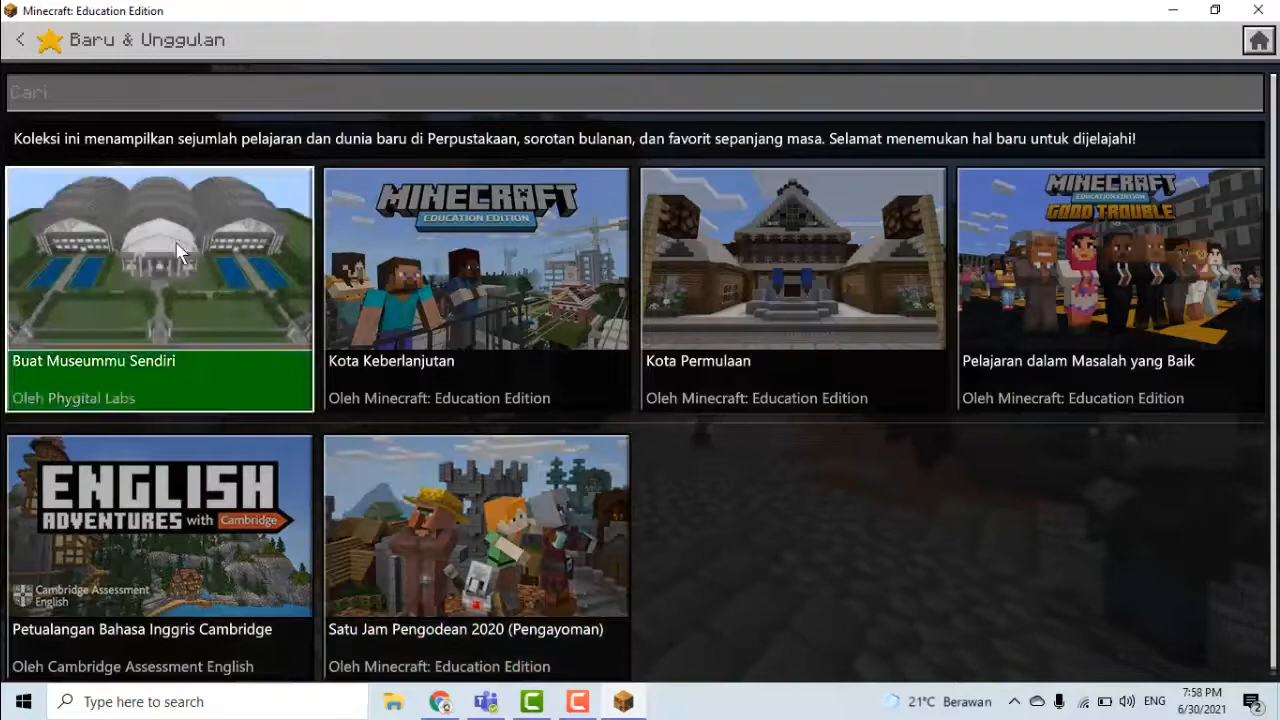 Minecraft: Education Edition
Baru & Unggulan
Cari
Koleksi ini menampilkan sejumlah pelajaran dan dunia baru di Perpustakaan, sorotan bulanan, dan favorit sepanjang masa. Selamat menemukan hal baru untuk dijelajahi!
MINECRAFT
EDUCATION EDITION
MINECRAFT
EDUCATION EDITION
GOOD TROUBLE
Buat Museummu Sendiri
Oleh Phygital Labs
Kota Keberlanjutan
Oleh Minecraft: Education Edition
Kota Permulaan
Oleh Minecraft: Education Edition
Pelajaran dalam Masalah yang Baik
Oleh Minecraft: Education Edition
ENGLISH
ADVENTURES with Cambridge
Cambridge Assessment
English
Petualangan Bahasa Inggris Cambridge
Oleh Cambridge Assessment English
Satu Jam Pengodean 2020 (Pengayoman)
Oleh Minecraft: Education Edition
Type here to search
21°C Berawan
ENG
7:58 PM
6/30/2021
2